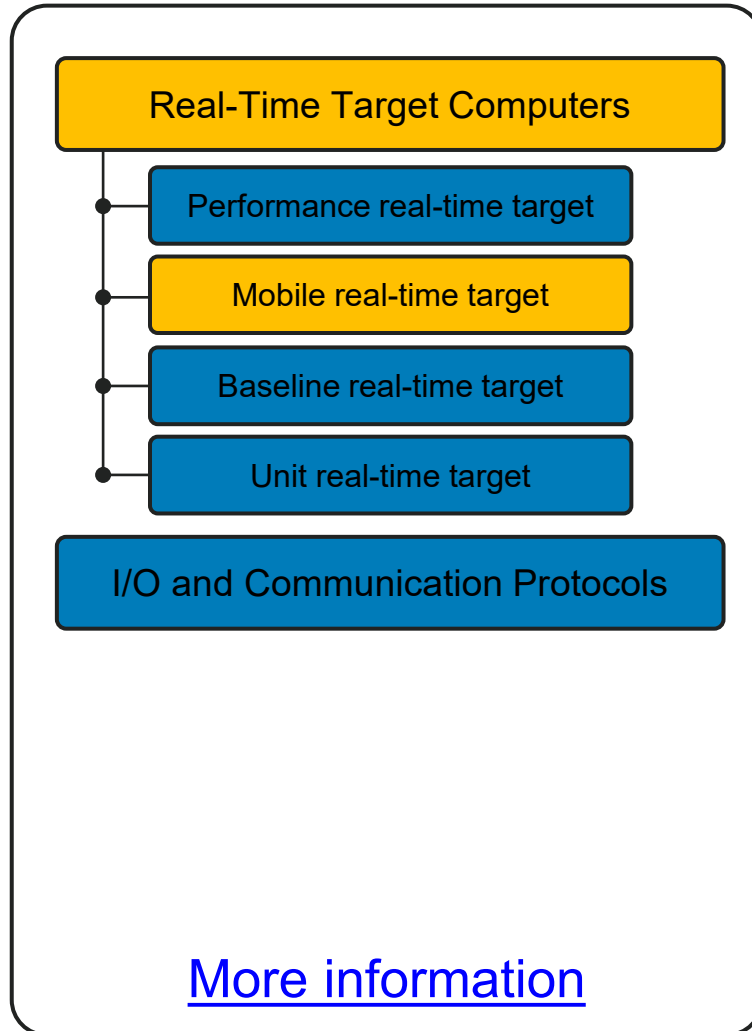 Real-Time Target Computers
Performance real-time target
Mobile real-time target
Baseline real-time target
Unit real-time target
I/O and Communication Protocols
More information